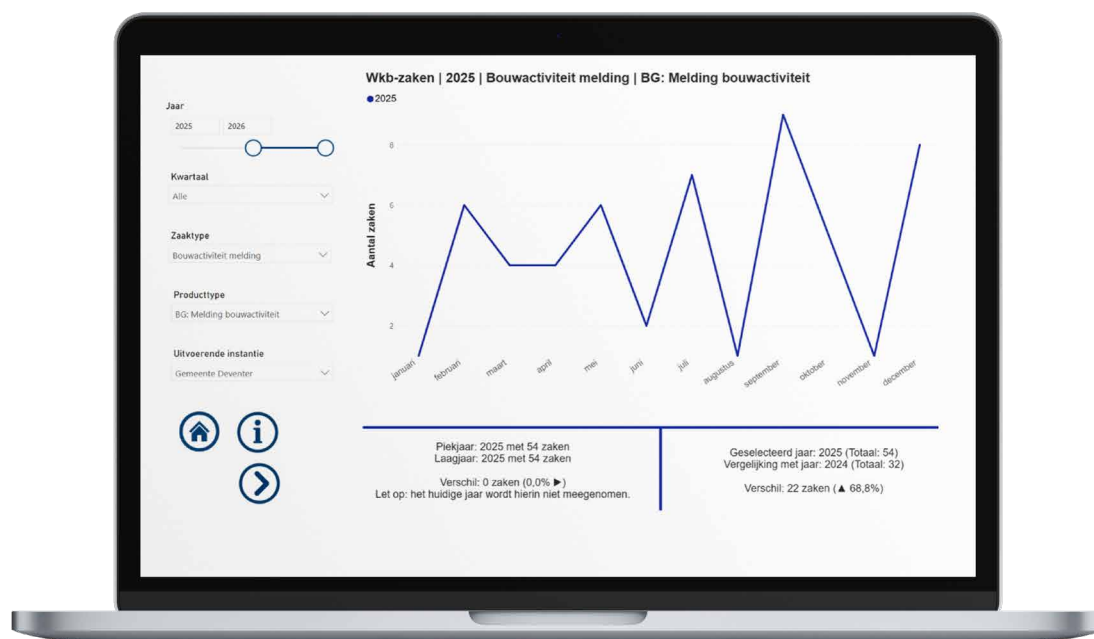 Jaar
2025 2026
Kwartaal
Alle
Zaaktype
Bouwactiviteit melding
Producttype
BG: Melding bouwactiviteit
Uitvoerende instantie
Gemeente Deventer
Wkb-zaken | 2025 | Bouwactiviteit melding | BG: Melding bouwactiviteit
2025
Aantal zaken
8
6
4
2
januari februari maart april mei juni juli augustus september oktober november december
Piekjaar: 2025 met 54 zaken
Laagjaar: 2025 met 54 zaken
Verschil: 0 zaken (0,0% ▶)
Let op: het huidige jaar wordt hierin niet meegenomen.
Geselecteerd jaar: 2025 (Totaal: 54)
Vergelijking met jaar: 2024 (Totaal: 32)
Verschil: 22 zaken (▲ 68,8%)